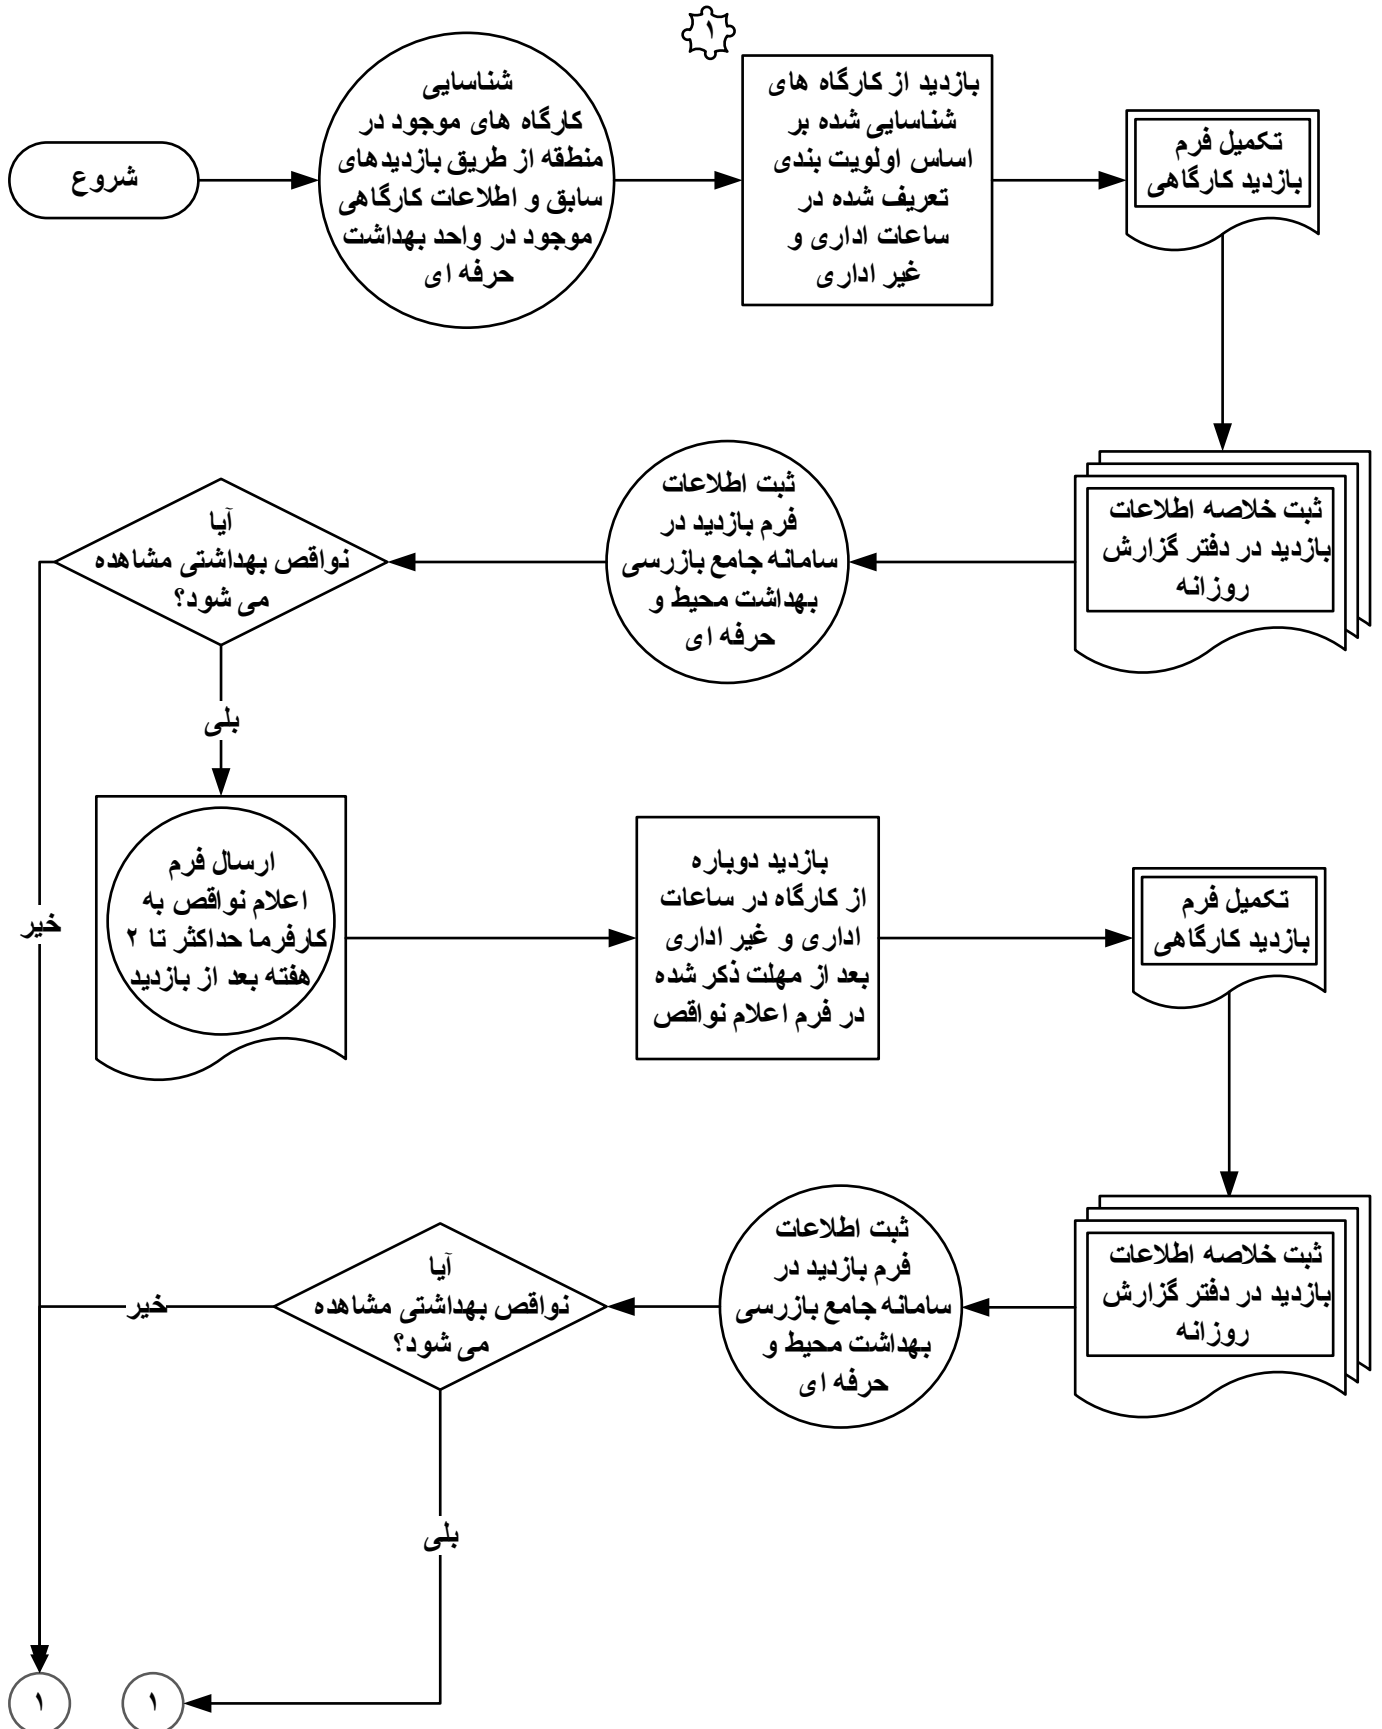 ۱
شروع
شناسایی
کارگاه های موجود در
منطقه از طریق بازدیدهای
سابق و اطلاعات کارگاهی
موجود در واحد بهداشت
حرفه ای
بازدید از کارگاه های
شناسایی شده بر
اساس اولویت بندی
تعریف شده در
ساعات اداری و
غیر اداری
تکمیل فرم
بازدید کارگاهی
ثبت خلاصه اطلاعات
بازدید در دفتر گزارش
روزانه
ثبت اطلاعات
فرم بازدید در
سامانه جامع بازرسی
بهداشت محیط و
حرفه ای
آیا
نواقص بهداشتی مشاهده
می شود؟
بلی
خیر
ارسال فرم
اعلام نواقص به
کارفرما حداکثر تا ۲
هفته بعد از بازدید
بازدید دوباره
از کارگاه در ساعات
اداری و غیر اداری
بعد از مهلت ذکر شده
در فرم اعلام نواقص
تکمیل فرم
بازدید کارگاهی
ثبت خلاصه اطلاعات
بازدید در دفتر گزارش
روزانه
ثبت اطلاعات
فرم بازدید در
سامانه جامع بازرسی
بهداشت محیط و
حرفه ای
آیا
نواقص بهداشتی مشاهده
می شود؟
خیر
بلی
۱
۱